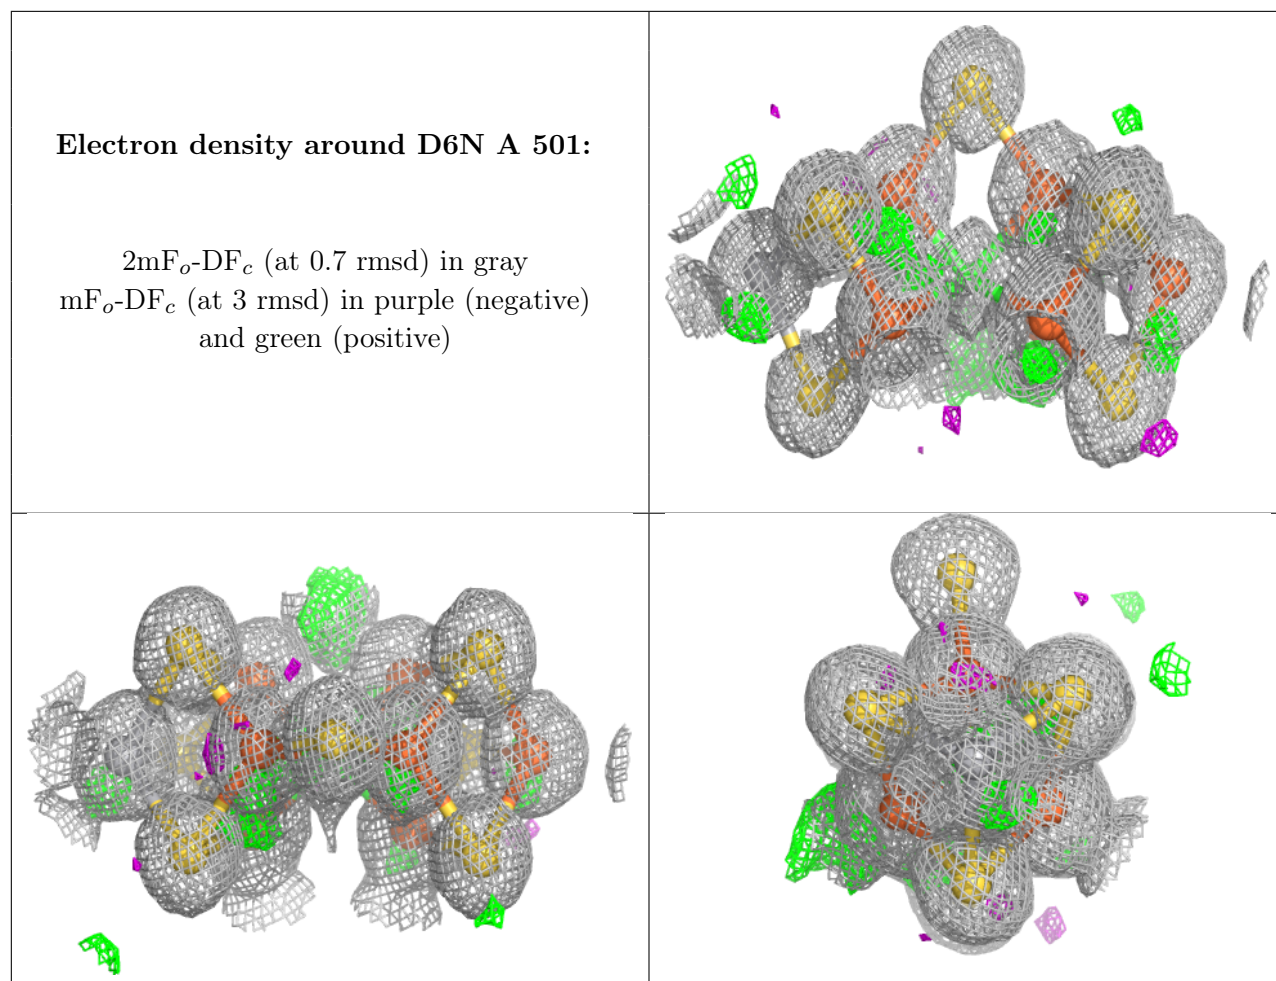 Electron density around D6N A 501:
2mFo-DFc (at 0.7 rmsd) in gray
mFo-DFc (at 3 rmsd) in purple (negative)
and green (positive)